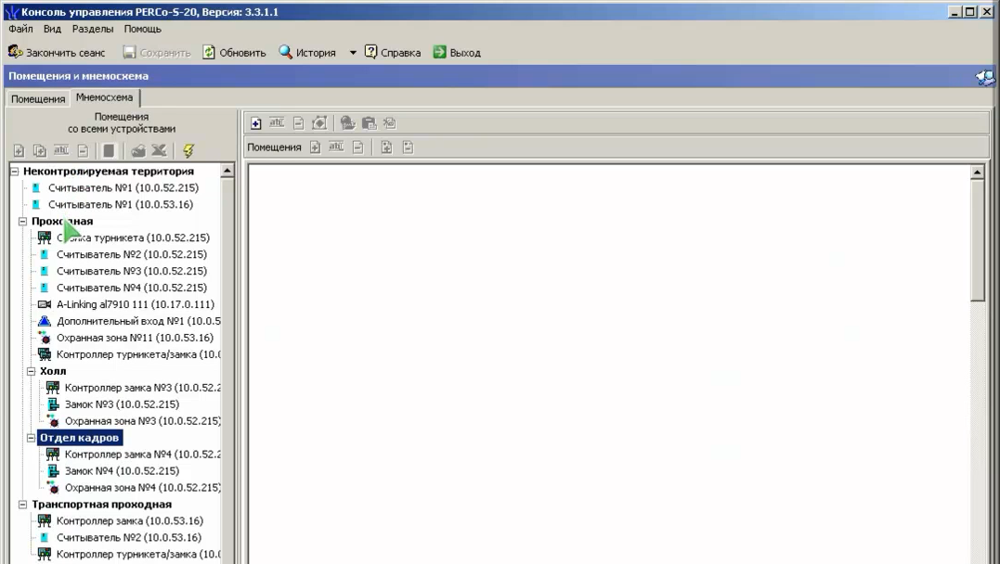 Консоль управления PERCo-S-20, Версия: 3.3.1.1
Файл Вид Разделы Помощь
Закончить сеанс Сохранить Обновить История Справка Выход
Помещения и мнемосхема
Помещения Мнемосхема
Помещения
со всеми устройствами
Помещения
Неконтролируемая территория
Считыватель №1 (10.0.52.215)
Считыватель №1 (10.0.53.16)
Проходная
Стойка турникета (10.0.52.215)
Считыватель №2 (10.0.52.215)
Считыватель №3 (10.0.52.215)
Считыватель №4 (10.0.52.215)
A-Linking al7910 111 (10.17.0.111)
Дополнительный вход №1 (10.0.5
Охранная зона №11 (10.0.53.16)
Контроллер турникета/замка (10.0
Холл
Контроллер замка №3 (10.0.52.2
Замок №3 (10.0.52.215)
Охранная зона №3 (10.0.52.215)
Отдел кадров
Контроллер замка №4 (10.0.52.2
Замок №4 (10.0.52.215)
Охранная зона №4 (10.0.52.215)
Транспортная проходная
Контроллер замка (10.0.53.16)
Считыватель №2 (10.0.53.16)
Контроллер турникета/замка (10.0